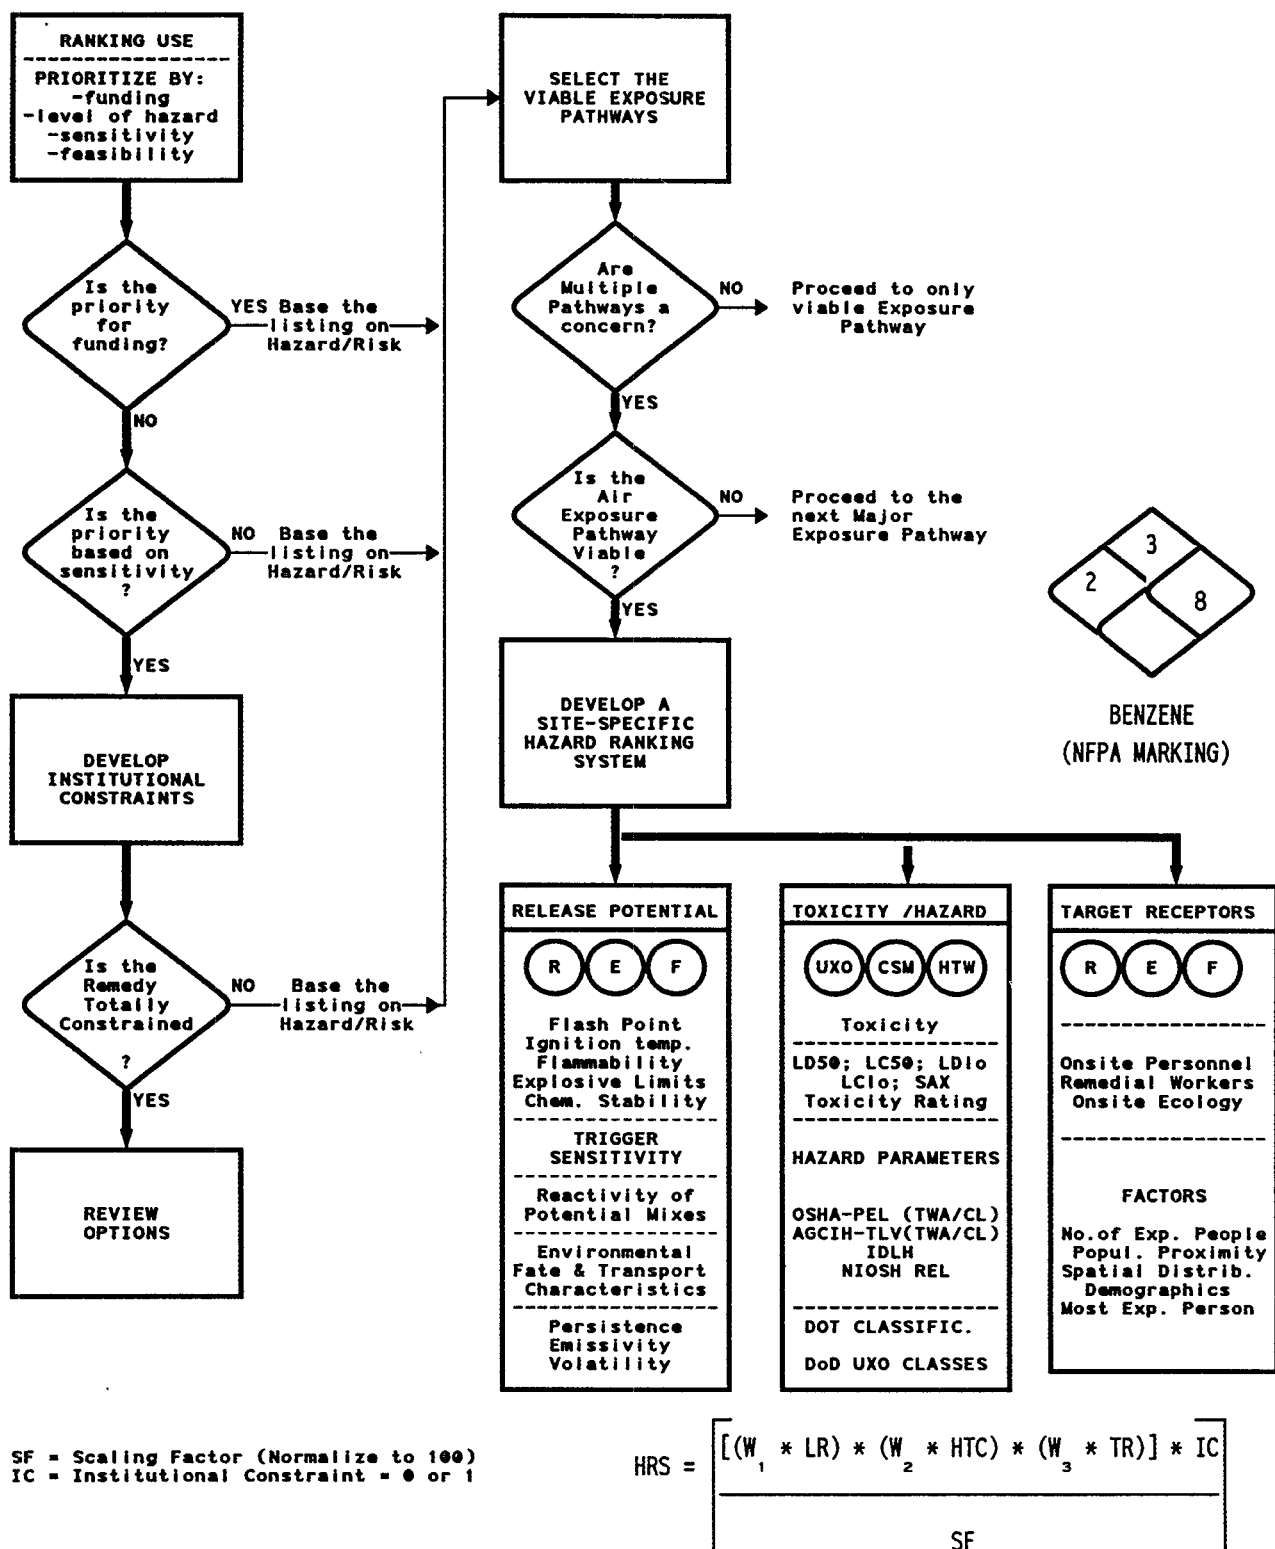 RANKING USE
PRIORITIZE BY:
-funding
-level of hazard
-sensitivity
-feasibility
Is the
priority
for
funding?
YES Base the
listing on
Hazard/Risk
NO
Is the
priority
based on
sensitivity
?
NO Base the
listing on
Hazard/Risk
YES
DEVELOP
INSTITUTIONAL
CONSTRAINTS
Is the
Remedy
Totally
Constrained
?
NO Base the
listing on
Hazard/Risk
YES
REVIEW
OPTIONS
SELECT THE
VIABLE EXPOSURE
PATHWAYS
Are
Multiple
Pathways a
concern?
NO
Proceed to only
viable Exposure
Pathway
YES
Is the
Air
Exposure
Pathway
Viable
?
NO
Proceed to the
next Major
Exposure Pathway
YES
DEVELOP A
SITE-SPECIFIC
HAZARD RANKING
SYSTEM
3
2
8
BENZENE
(NFPA MARKING)
RELEASE POTENTIAL
R E F
Flash Point
Ignition temp.
Flammability
Explosive Limits
Chem. Stability
TRIGGER
SENSITIVITY
Reactivity of
Potential Mixes
Environmental
Fate & Transport
Characteristics
Persistence
Emissivity
Volatility
TOXICITY /HAZARD
UXO CSM HTW
Toxicity
LD50; LC50; LDlo
LClo; SAX
Toxicity Rating
HAZARD PARAMETERS
OSHA-PEL (TWA/CL)
AGCIH-TLV(TWA/CL)
IDLH
NIOSH REL
DOT CLASSIFIC.
DoD UXO CLASSES
TARGET RECEPTORS
R E F
Onsite Personnel
Remedial Workers
Onsite Ecology
FACTORS
No.of Exp. People
Popul. Proximity
Spatial Distrib.
Demographics
Most Exp. Person
SF = Scaling Factor (Normalize to 100)
IC = Institutional Constraint = 0 or 1
HRS = [(W1 * LR) * (W2 * HTC) * (W3 * TR)] * IC
SF